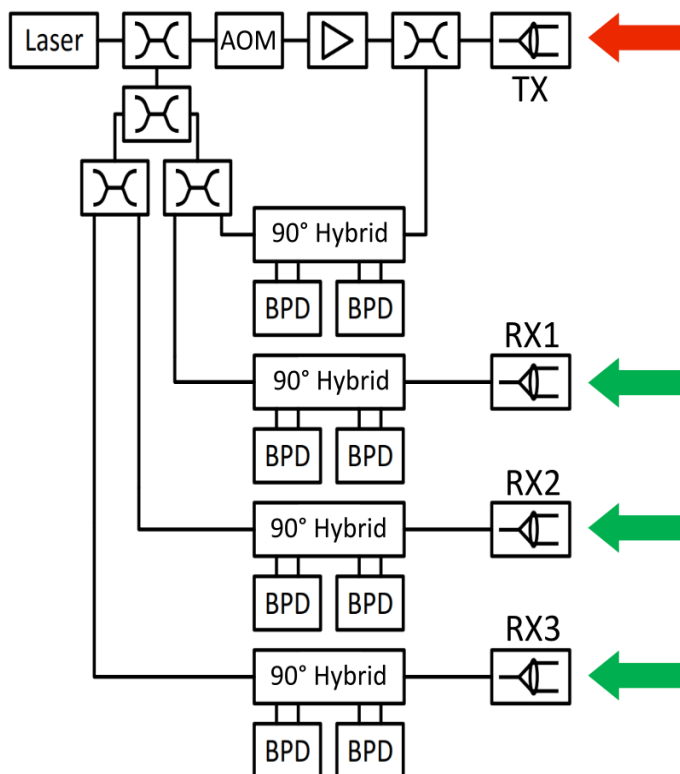 Laser
AOM
TX
90° Hybrid
BPD BPD
RX1
90° Hybrid
BPD BPD
RX2
90° Hybrid
BPD BPD
RX3
90° Hybrid
BPD BPD